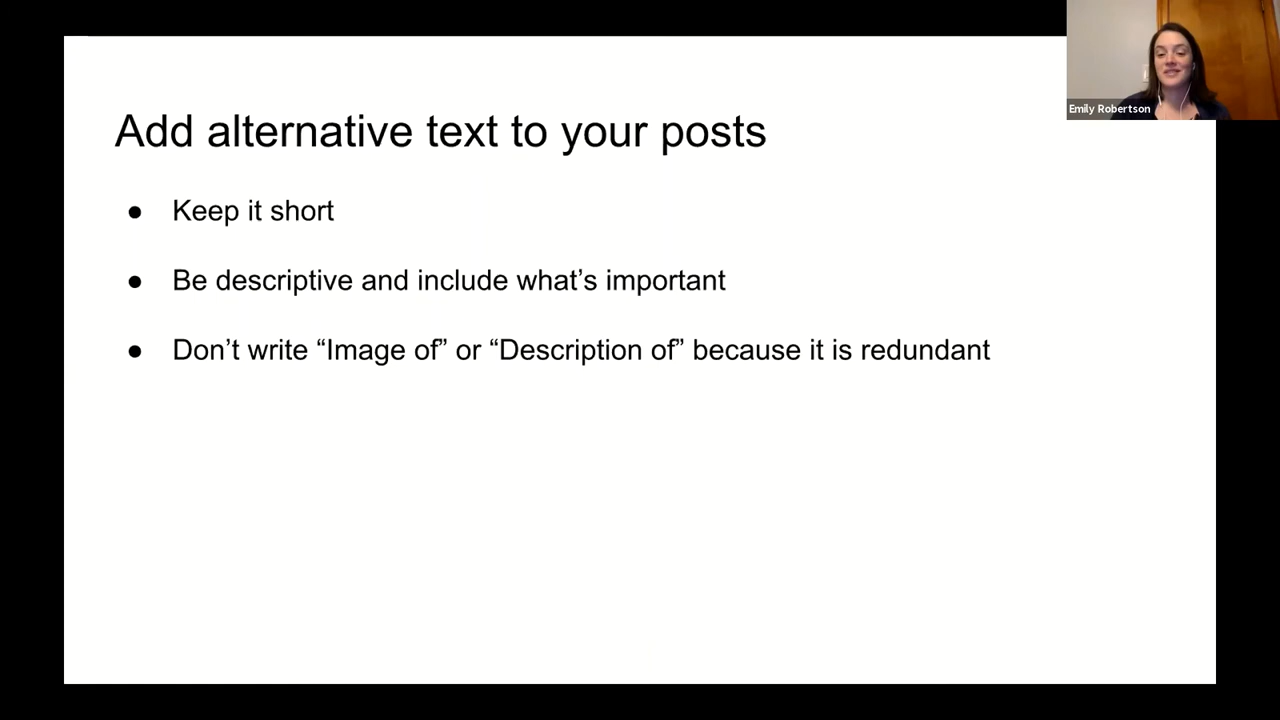 Add alternative text to your posts
● Keep it short
● Be descriptive and include what’s important
● Don’t write “Image of” or “Description of” because it is redundant
Emily Robertson